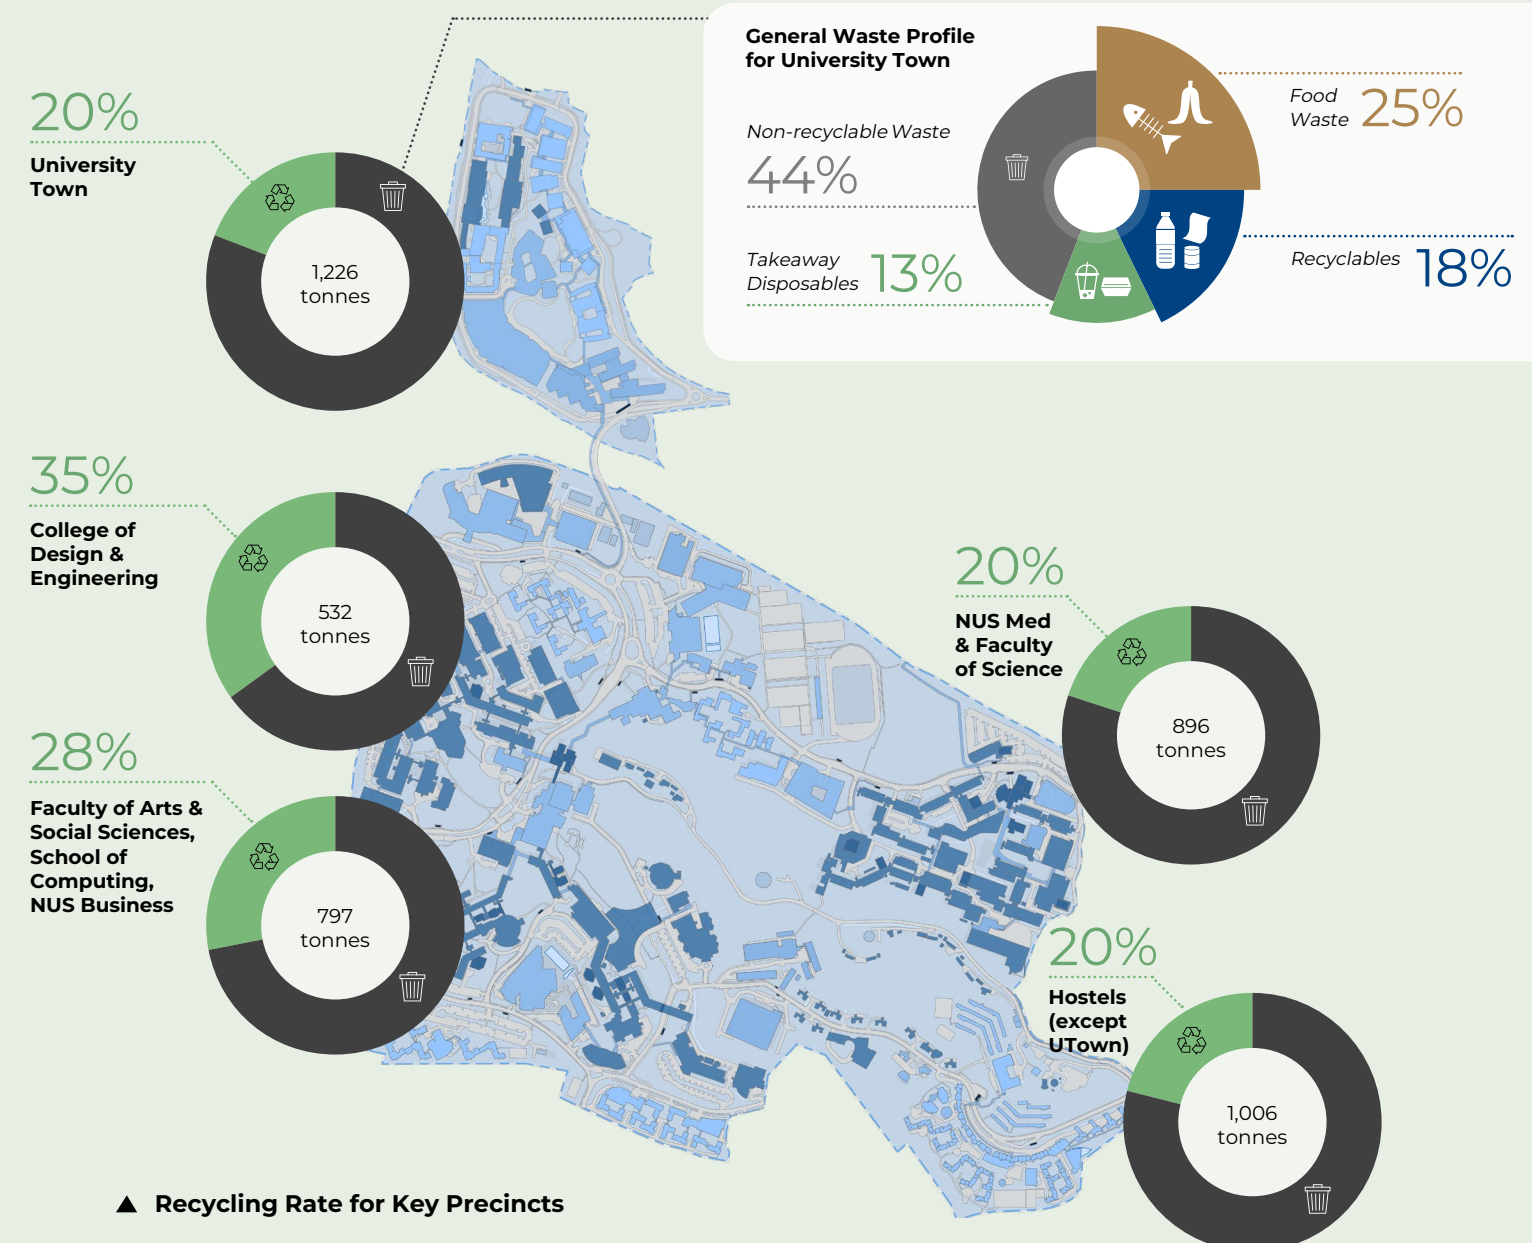 General Waste Profile
for University Town
Non-recyclable Waste
44%
Takeaway
Disposables
13%
Food
Waste
25%
Recyclables
18%
20%
University
Town
1,226
tonnes
35%
College of
Design &
Engineering
532
tonnes
28%
Faculty of Arts &
Social Sciences,
School of
Computing,
NUS Business
797
tonnes
20%
NUS Med
& Faculty
of Science
896
tonnes
20%
Hostels
(except
UTown)
1,006
tonnes
▲ Recycling Rate for Key Precincts